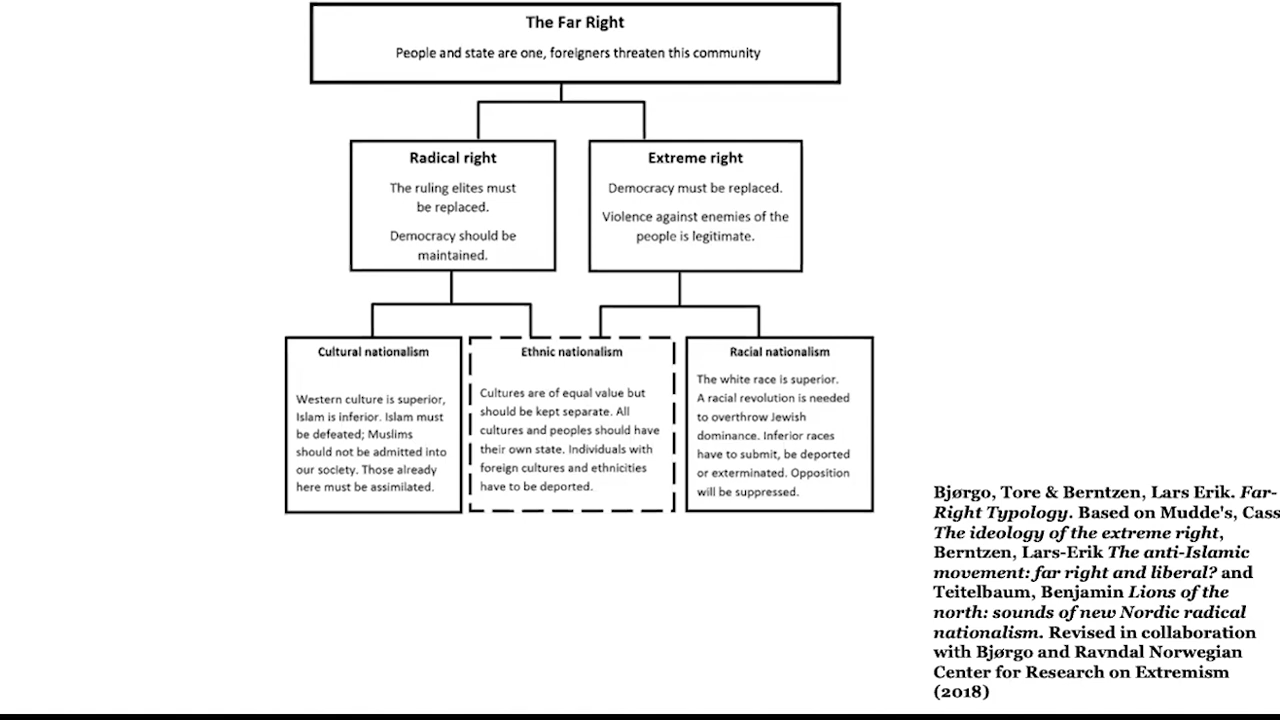 The Far Right
People and state are one, foreigners threaten this community
Radical right
The ruling elites must
be replaced.
Democracy should be
maintained.
Extreme right
Democracy must be replaced.
Violence against enemies of the
people is legitimate.
Cultural nationalism
Western culture is superior,
Islam is inferior. Islam must
be defeated; Muslims
should not be admitted into
our society. Those already
here must be assimilated.
Ethnic nationalism
Cultures are of equal value but
should be kept separate. All
cultures and peoples should have
their own state. Individuals with
foreign cultures and ethnicities
have to be deported.
Racial nationalism
The white race is superior.
A racial revolution is needed
to overthrow Jewish
dominance. Inferior races
have to submit, be deported
or exterminated. Opposition
will be suppressed.
Bjørgo, Tore & Berntzen, Lars Erik. Far-
Right Typology. Based on Mudde's, Cass
The ideology of the extreme right,
Berntzen, Lars-Erik The anti-Islamic
movement: far right and liberal? and
Teitelbaum, Benjamin Lions of the
north: sounds of new Nordic radical
nationalism. Revised in collaboration
with Bjørgo and Ravndal Norwegian
Center for Research on Extremism
(2018)